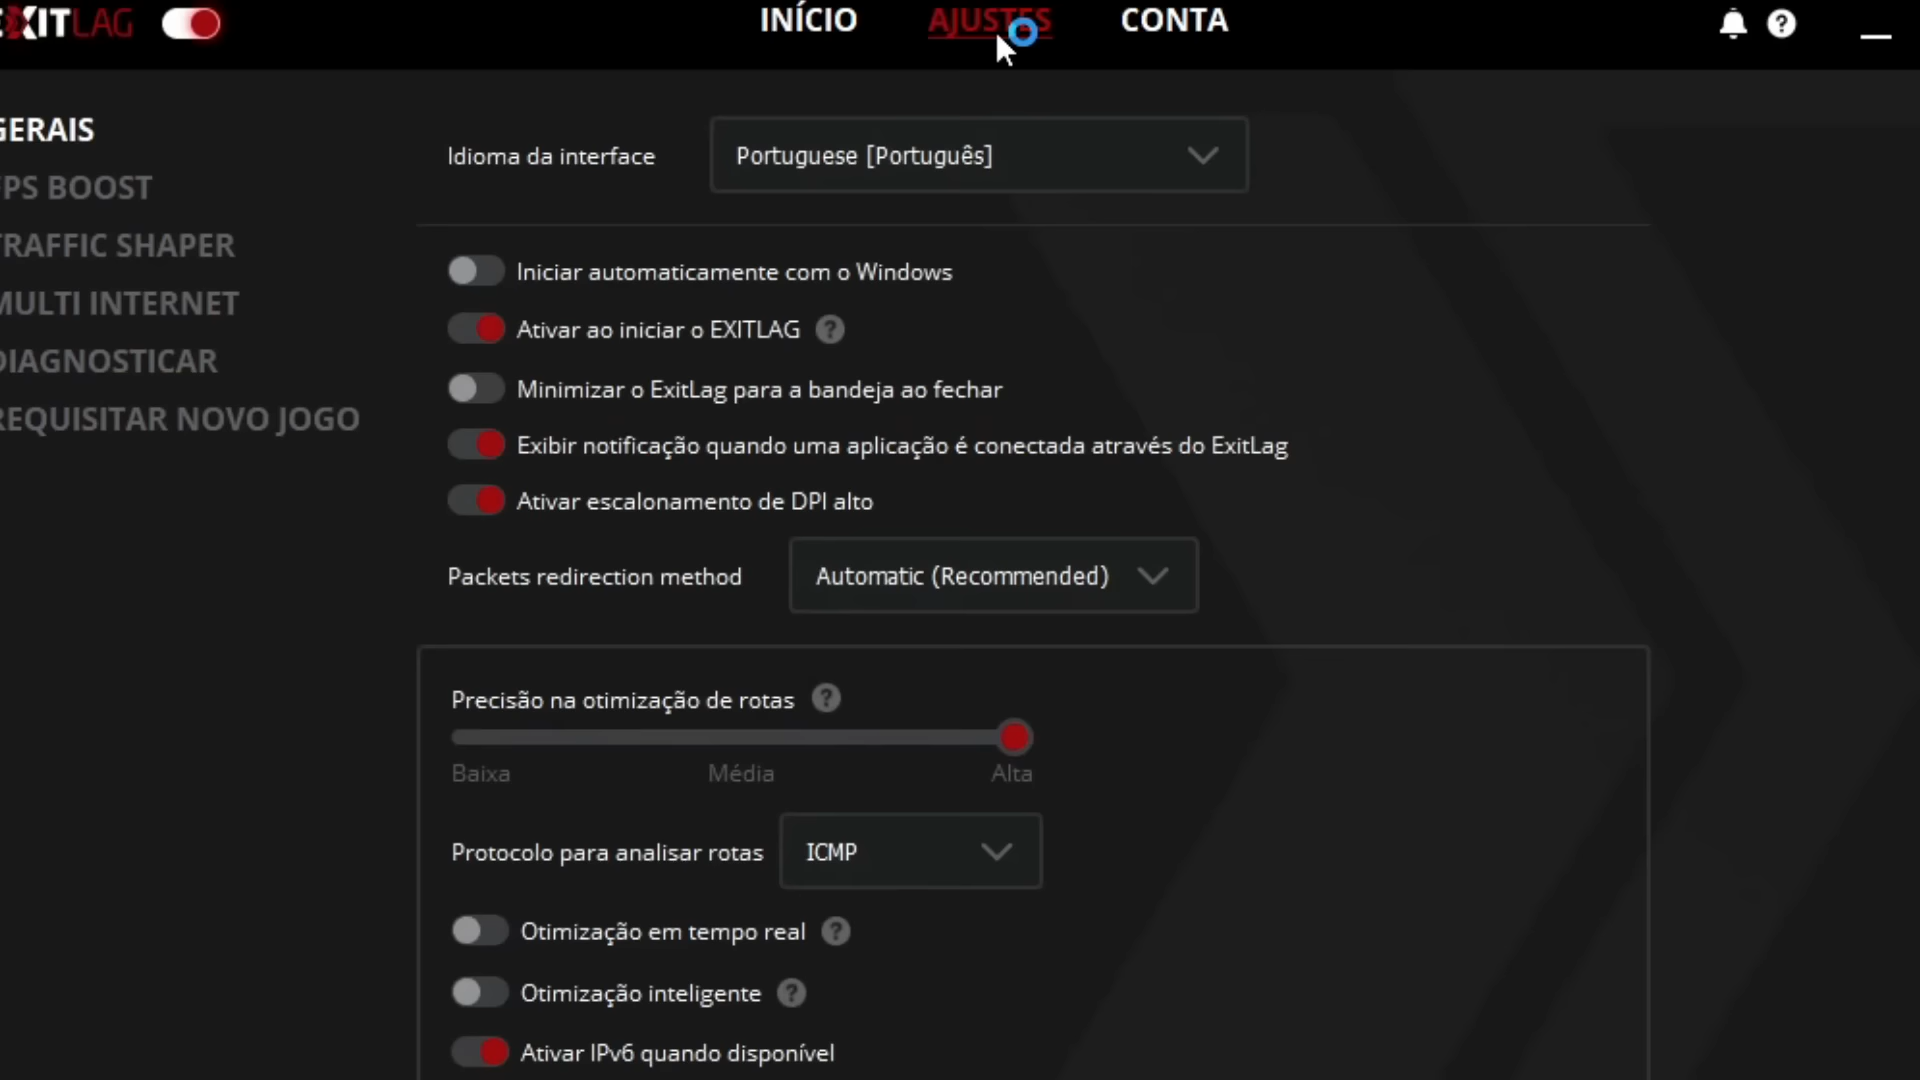 EXITLAG
INÍCIO
AJUSTES
CONTA
GERAIS
FPS BOOST
TRAFFIC SHAPER
MULTI INTERNET
DIAGNOSTICAR
REQUISITAR NOVO JOGO
Idioma da interface
Portuguese [Português]
Iniciar automaticamente com o Windows
Ativar ao iniciar o EXITLAG ?
Minimizar o ExitLag para a bandeja ao fechar
Exibir notificação quando uma aplicação é conectada através do ExitLag
Ativar escalonamento de DPI alto
Packets redirection method
Automatic (Recommended)
Precisão na otimização de rotas ?
Baixa
Média
Alta
Protocolo para analisar rotas
ICMP
Otimização em tempo real ?
Otimização inteligente ?
Ativar IPv6 quando disponível